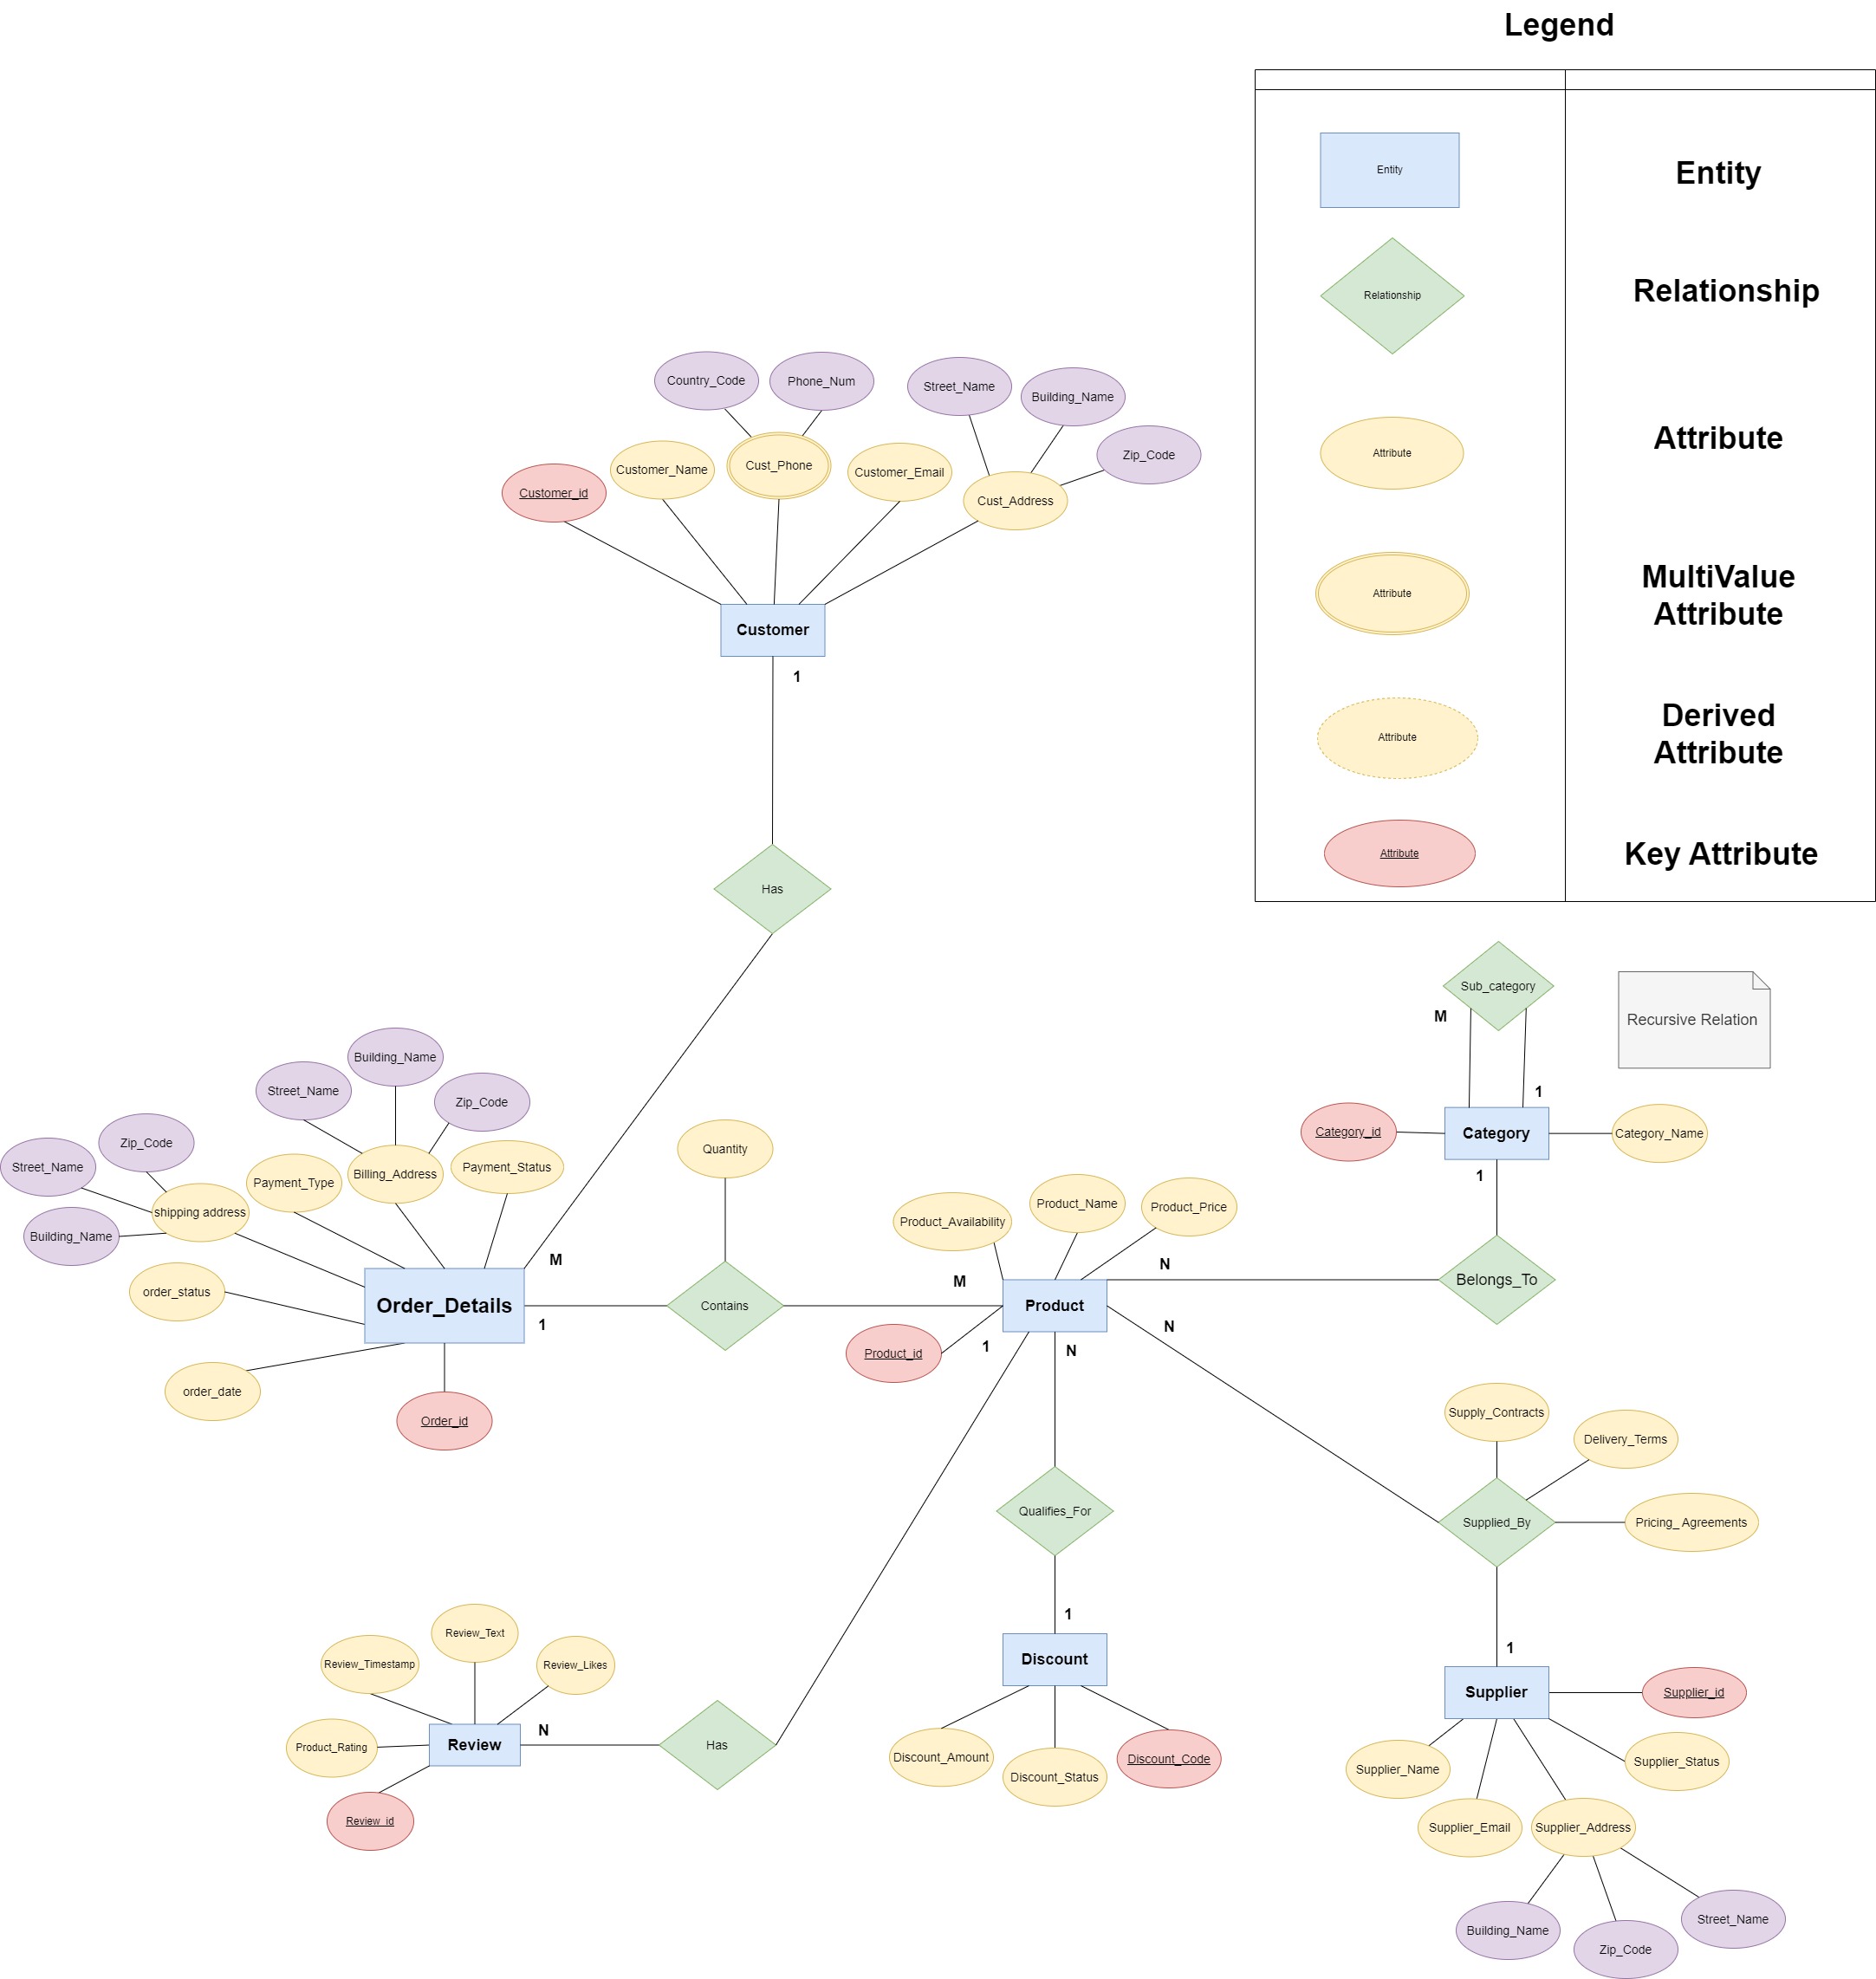 Legend
Entity
Entity
Relationship
Relationship
Attribute
Attribute
Attribute
MultiValue
Attribute
Attribute
Derived
Attribute
Attribute
Key Attribute
Country_Code
Phone_Num
Street_Name
Building_Name
Zip_Code
Customer_id
Customer_Name
Cust_Phone
Customer_Email
Cust_Address
Customer
1
Has
Sub_category
M
Recursive Relation
1
Category_id
Category
Category_Name
1
Building_Name
Street_Name
Zip_Code
Zip_Code
Street_Name
Payment_Type
Billing_Address
Payment_Status
shipping address
Building_Name
Quantity
Product_Availability
Product_Name
Product_Price
order_status
Order_Details
M
1
Contains
M
Product
N
Belongs_To
N
Product_id
1
N
order_date
Order_id
Supply_Contracts
Delivery_Terms
Qualifies_For
Supplied_By
Pricing_ Agreements
1
1
Review_Timestamp
Review_Text
Review_Likes
Discount
Supplier
Supplier_id
Product_Rating
Review
N
Has
Discount_Amount
Discount_Status
Discount_Code
Supplier_Name
Supplier_Status
Review_id
Supplier_Email
Supplier_Address
Building_Name
Zip_Code
Street_Name